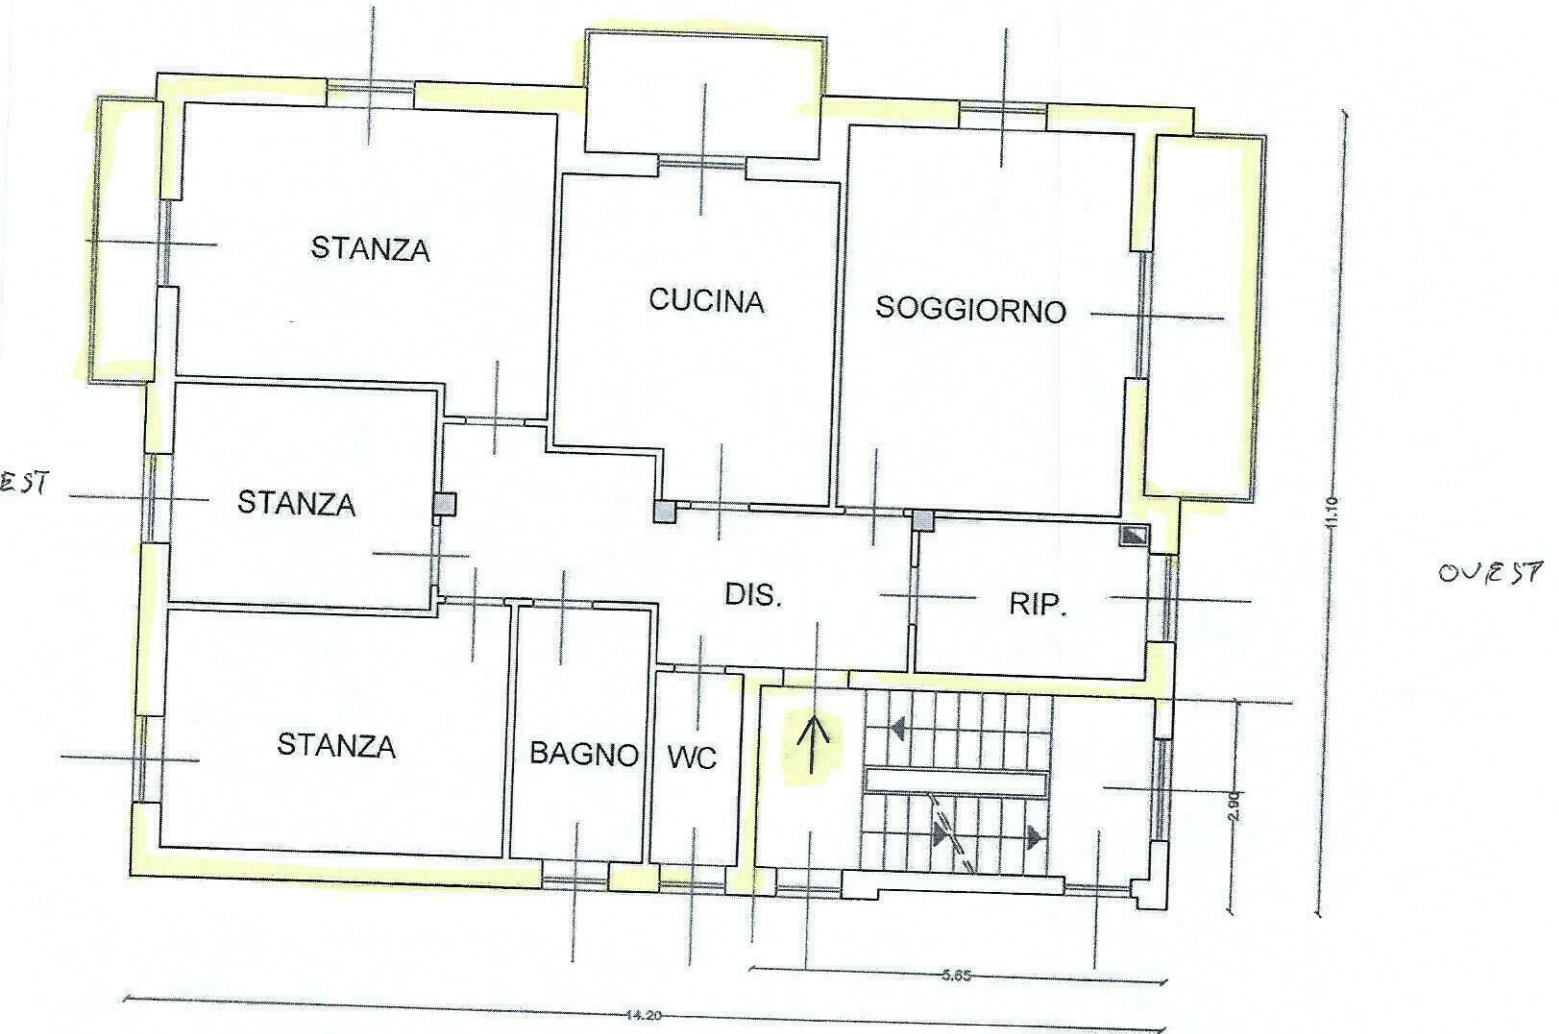 STANZA
CUCINA
SOGGIORNO
EST
STANZA
11.10
OVEST
DIS.
RIP.
STANZA
BAGNO
WC
2.90
5.65
14.20